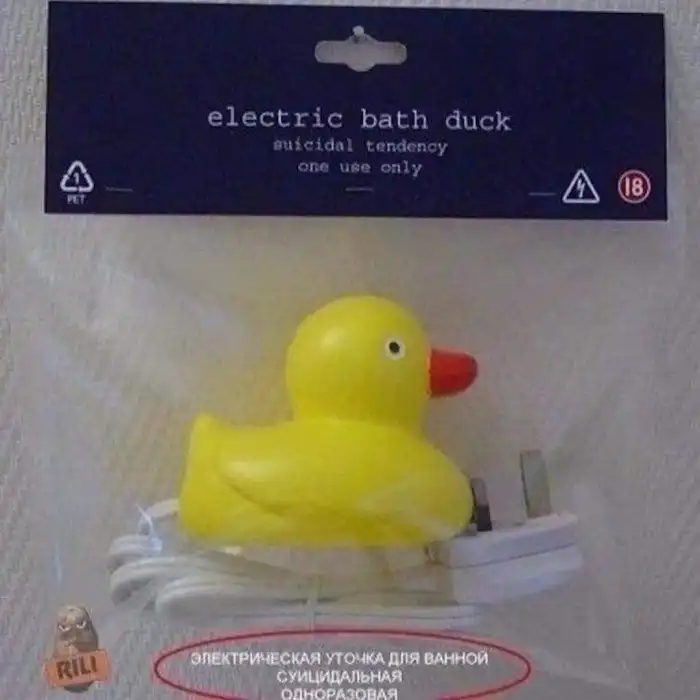 electric bath duck
suicidal tendency
one use only
1
PET
18
RILI
ЭЛЕКТРИЧЕСКАЯ УТОЧКА ДЛЯ ВАННОЙ
СУИЦИДАЛЬНАЯ
ОДНОРАЗОВАЯ